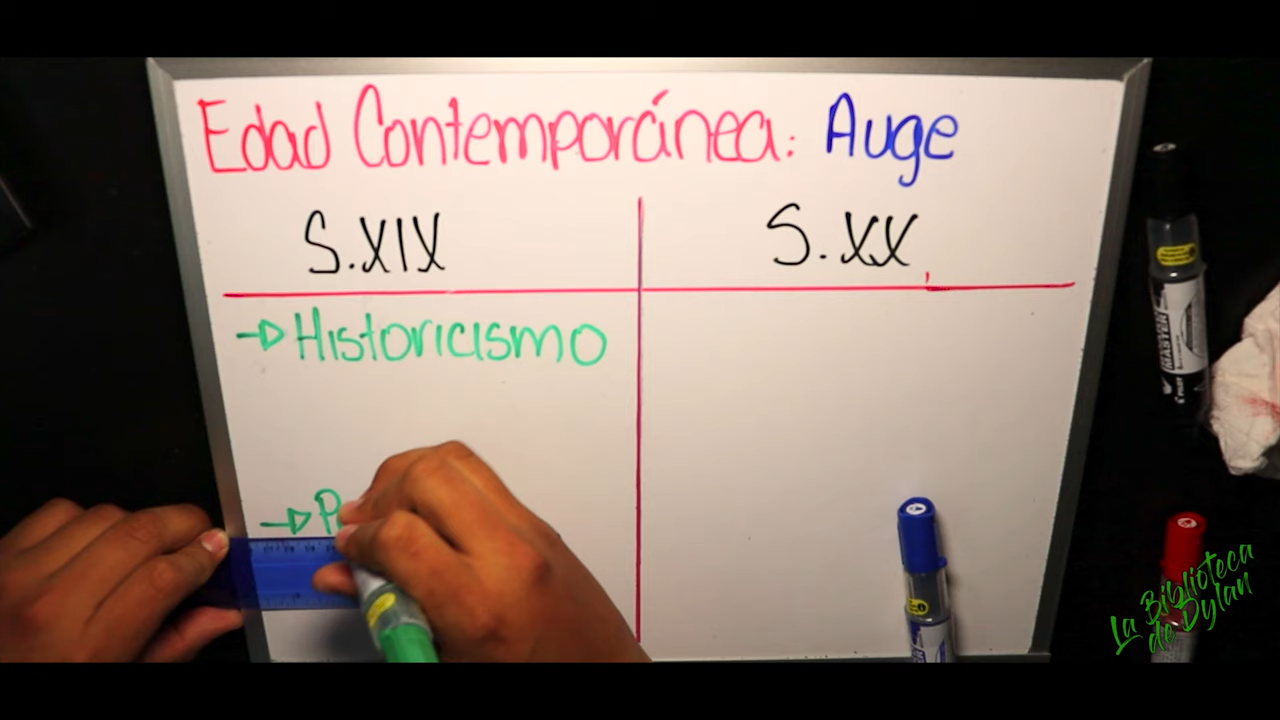 Edad Contemporánea: Auge
S.XIX
S.XX
Historicismo
La Biblioteca
de Dylan